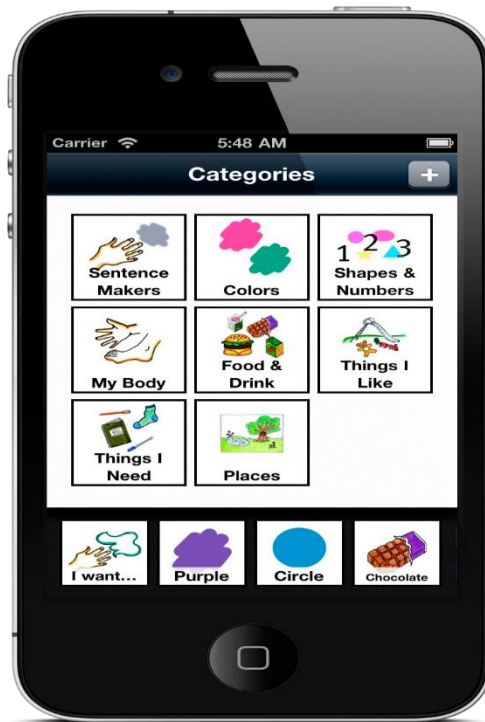 Carrier 5:48 AM
Categories +
Sentence
Makers
Colors
1 2 3
Shapes &
Numbers
My Body
Food &
Drink
Things I
Like
Things I
Need
Places
I want...
Purple
Circle
Chocolate